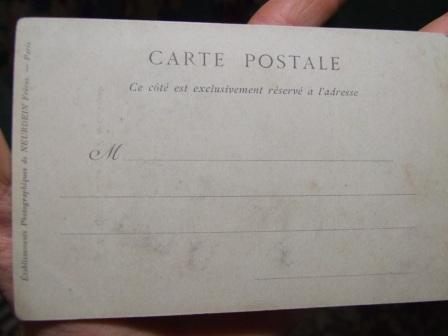 CARTE POSTALE
Ce côté est exclusivement réservé à l'adresse
M
Établissements Photographiques de NEURDEIN Frères. — Paris